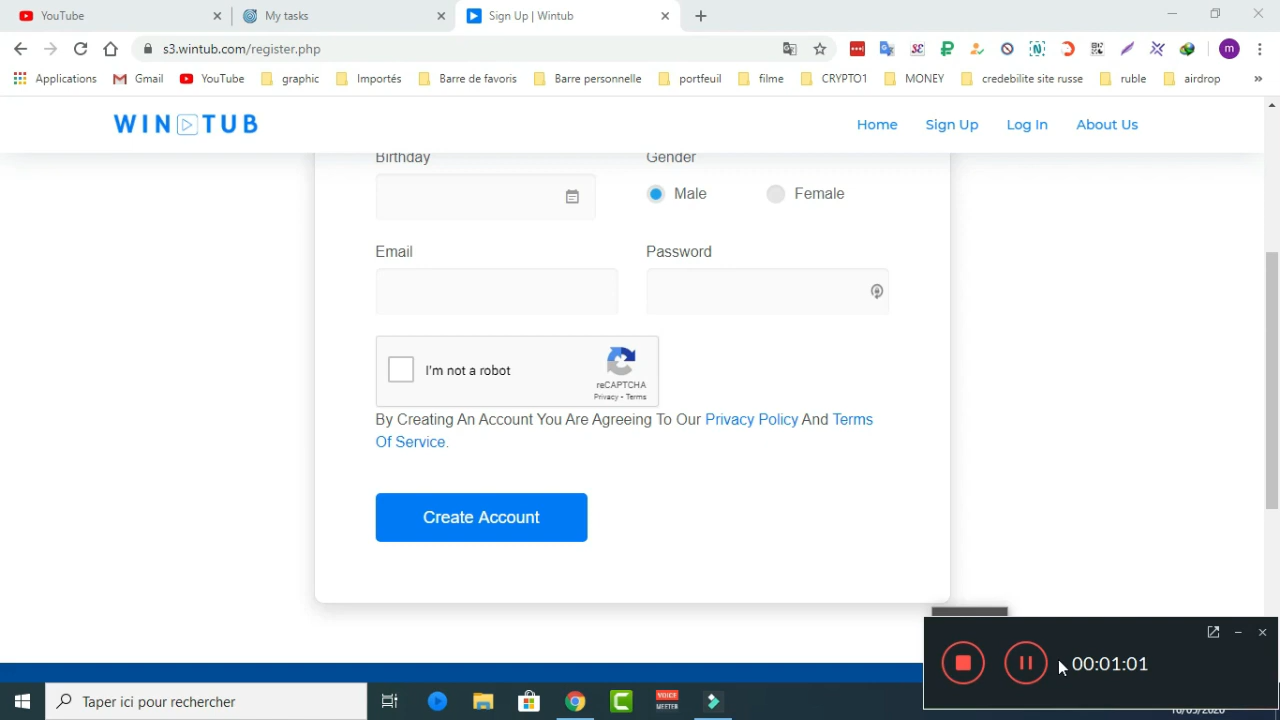 YouTube
My tasks
Sign Up | Wintub
s3.wintub.com/register.php
Applications
Gmail
YouTube
graphic
Importés
Barre de favoris
Barre personnelle
portfeuil
filme
CRYPTO1
MONEY
credebilite site russe
ruble
airdrop
WIN TUB
Home
Sign Up
Log In
About Us
Birthday
Gender
Male
Female
Email
Password
I'm not a robot
reCAPTCHA
Privacy - Terms
By Creating An Account You Are Agreeing To Our Privacy Policy And Terms
Of Service.
Create Account
00:01:01
Taper ici pour rechercher
VOICE
MEETER